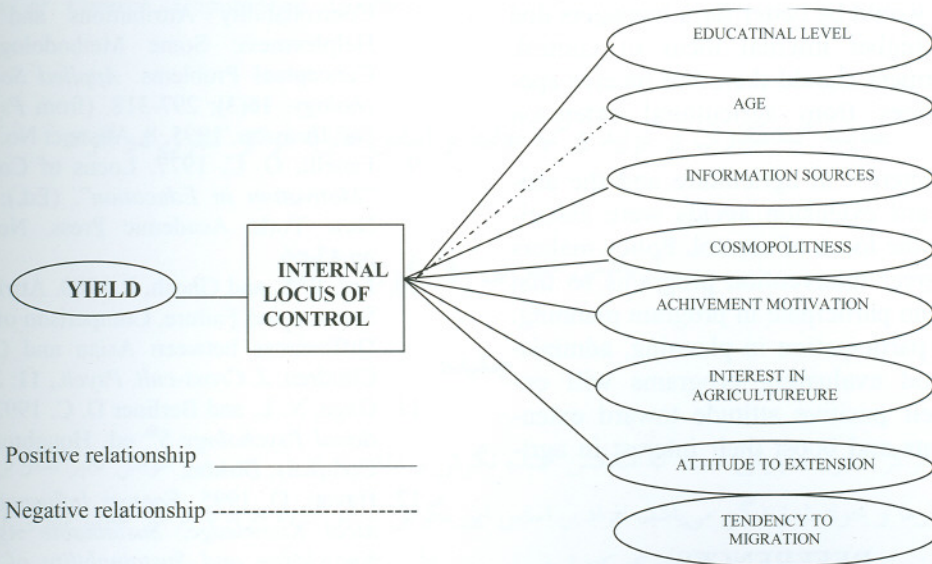 EDUCATINAL LEVEL
AGE
INFORMATION SOURCES
COSMOPOLITNESS
YIELD
INTERNAL
LOCUS OF
CONTROL
ACHIVEMENT MOTIVATION
INTEREST IN
AGRICULTUREURE
Positive relationship
ATTITUDE TO EXTENSION
Negative relationship
TENDENCY TO
MIGRATION